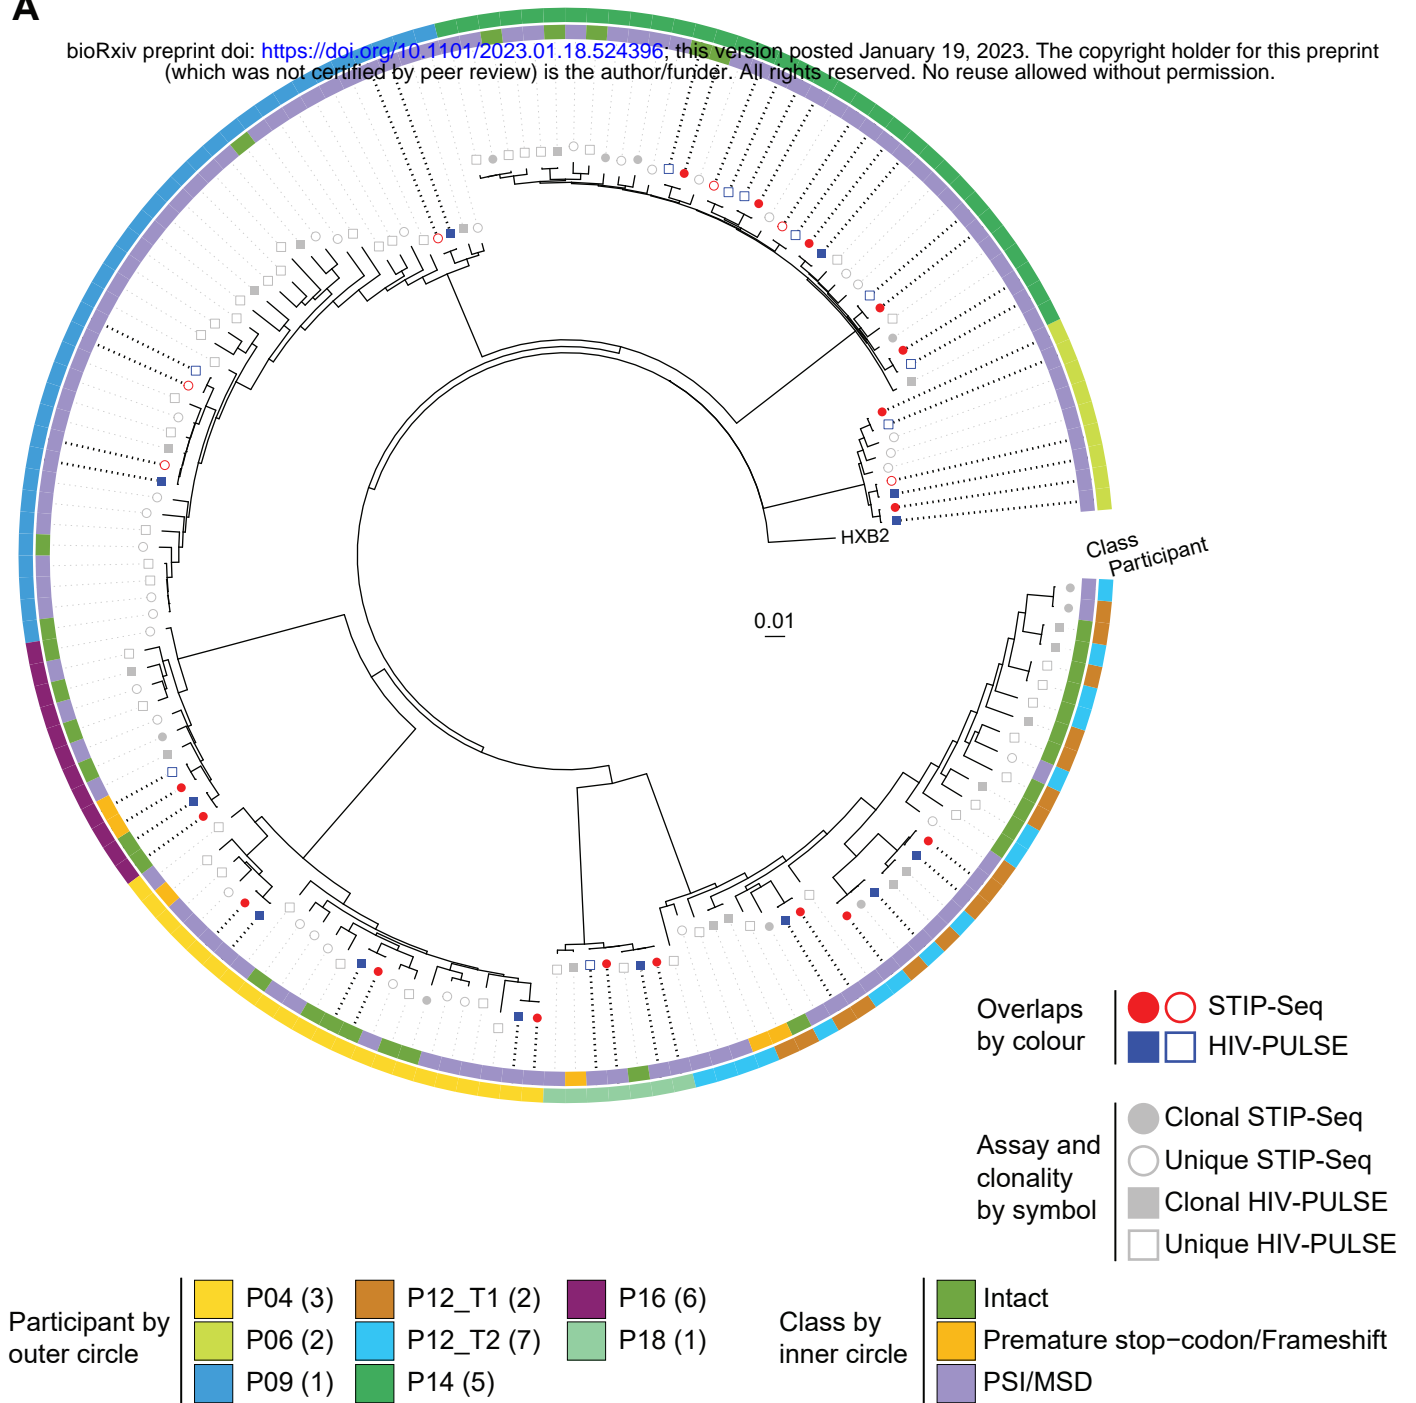 A
bioRxiv preprint doi: https://doi.org/10.1101/2023.01.18.524396; this version posted January 19, 2023. The copyright holder for this preprint
(which was not certified by peer review) is the author/funder. All rights reserved. No reuse allowed without permission.
HXB2
Class
Participant
0.01
Overlaps
by colour
STIP-Seq
HIV-PULSE
Assay and
clonality
by symbol
Clonal STIP-Seq
Unique STIP-Seq
Clonal HIV-PULSE
Unique HIV-PULSE
Participant by
outer circle
P04 (3)
P06 (2)
P09 (1)
P12_T1 (2)
P12_T2 (7)
P14 (5)
P16 (6)
P18 (1)
Class by
inner circle
Intact
Premature stop−codon/Frameshift
PSI/MSD